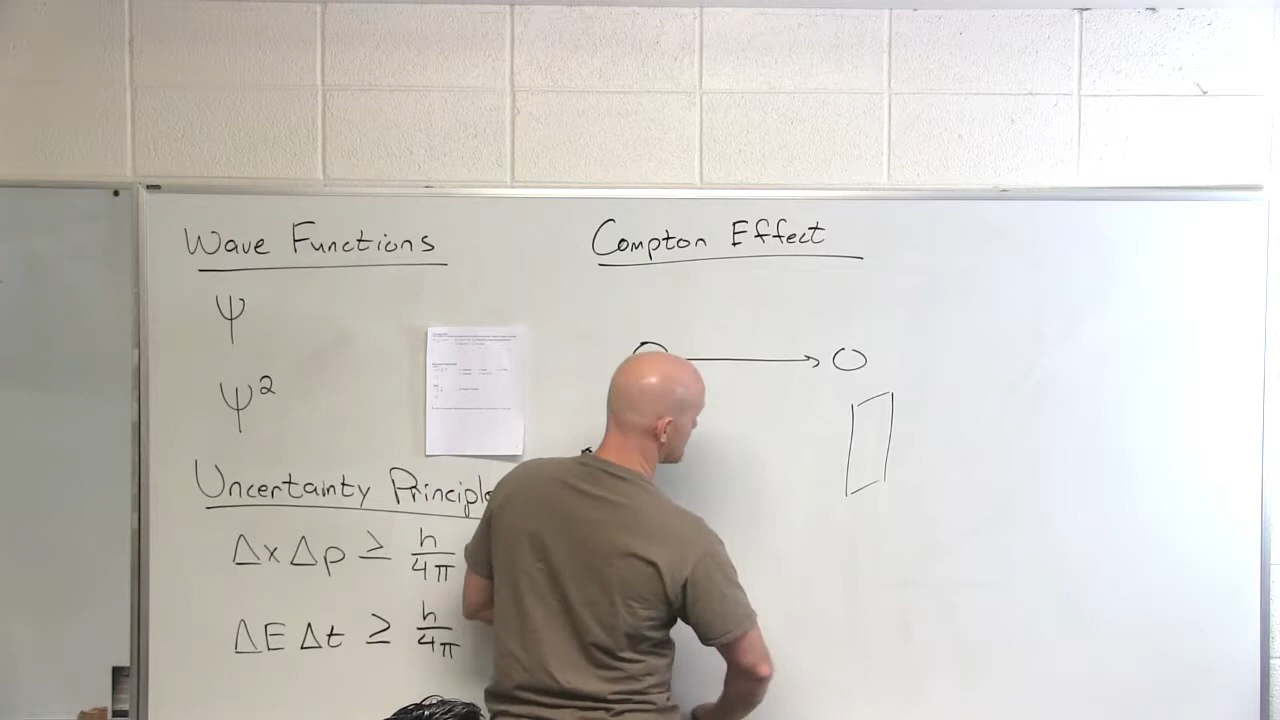 Wave Functions
ψ
ψ²
Uncertainty Principle
Δx Δp ≥ h/4π
ΔE Δt ≥ h/4π
Compton Effect